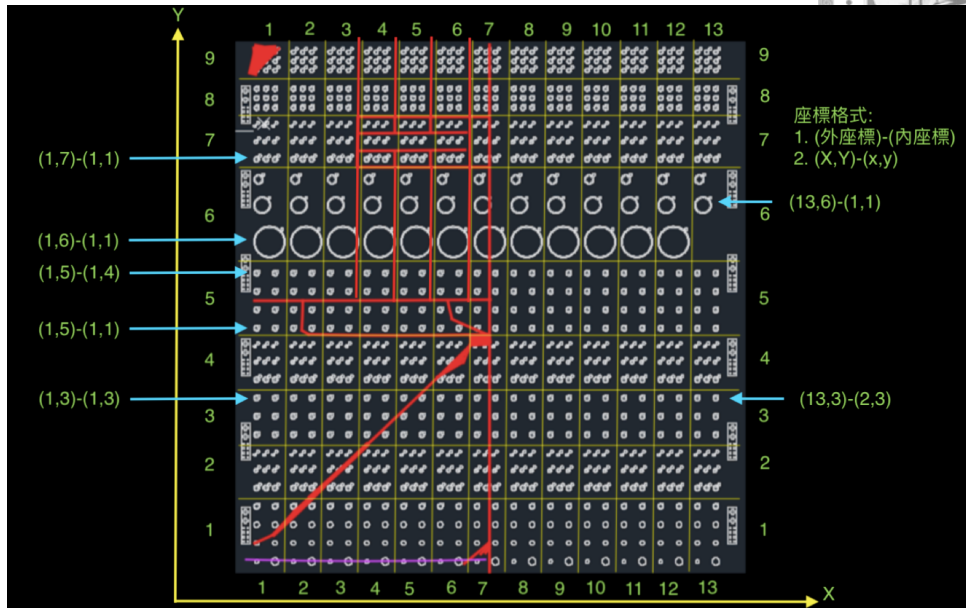 Y
1 2 3 4 5 6 7 8 9 10 11 12 13
9 9
8 8
座標格式:
1. (外座標)-(內座標)
2. (X,Y)-(x,y)
7 7
(1,7)-(1,1)
(13,6)-(1,1)
6 6
(1,6)-(1,1)
(1,5)-(1,4)
5 5
(1,5)-(1,1)
4 4
(1,3)-(1,3)
(13,3)-(2,3)
3 3
2 2
1 1
1 2 3 4 5 6 7 8 9 10 11 12 13
X